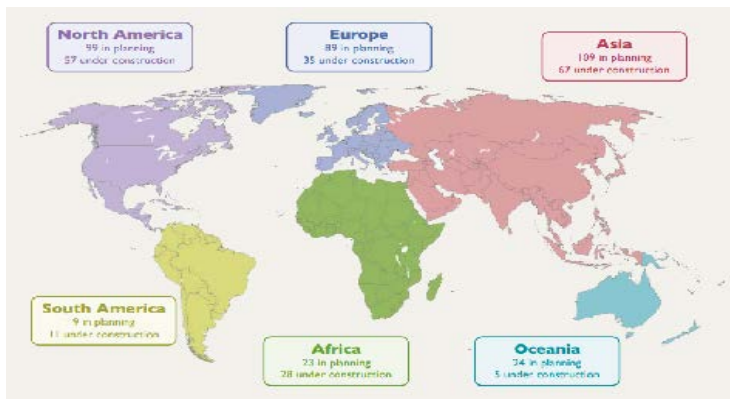 North America
99 in planning
57 under construction
Europe
89 in planning
35 under construction
Asia
109 in planning
67 under construction
South America
9 in planning
11 under construction
Africa
23 in planning
28 under construction
Oceania
24 in planning
5 under construction